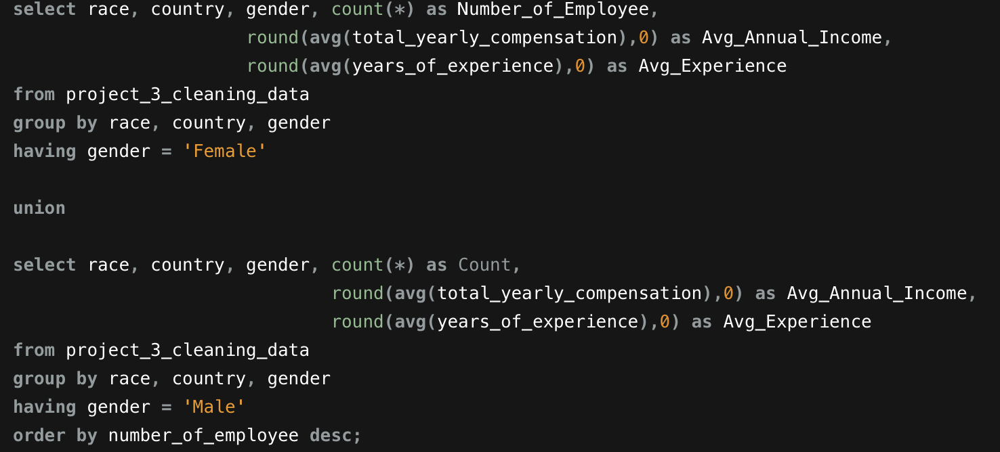 select race, country, gender, count(*) as Number_of_Employee,
round(avg(total_yearly_compensation),0) as Avg_Annual_Income,
round(avg(years_of_experience),0) as Avg_Experience
from project_3_cleaning_data
group by race, country, gender
having gender = 'Female'
union
select race, country, gender, count(*) as Count,
round(avg(total_yearly_compensation),0) as Avg_Annual_Income,
round(avg(years_of_experience),0) as Avg_Experience
from project_3_cleaning_data
group by race, country, gender
having gender = 'Male'
order by number_of_employee desc;